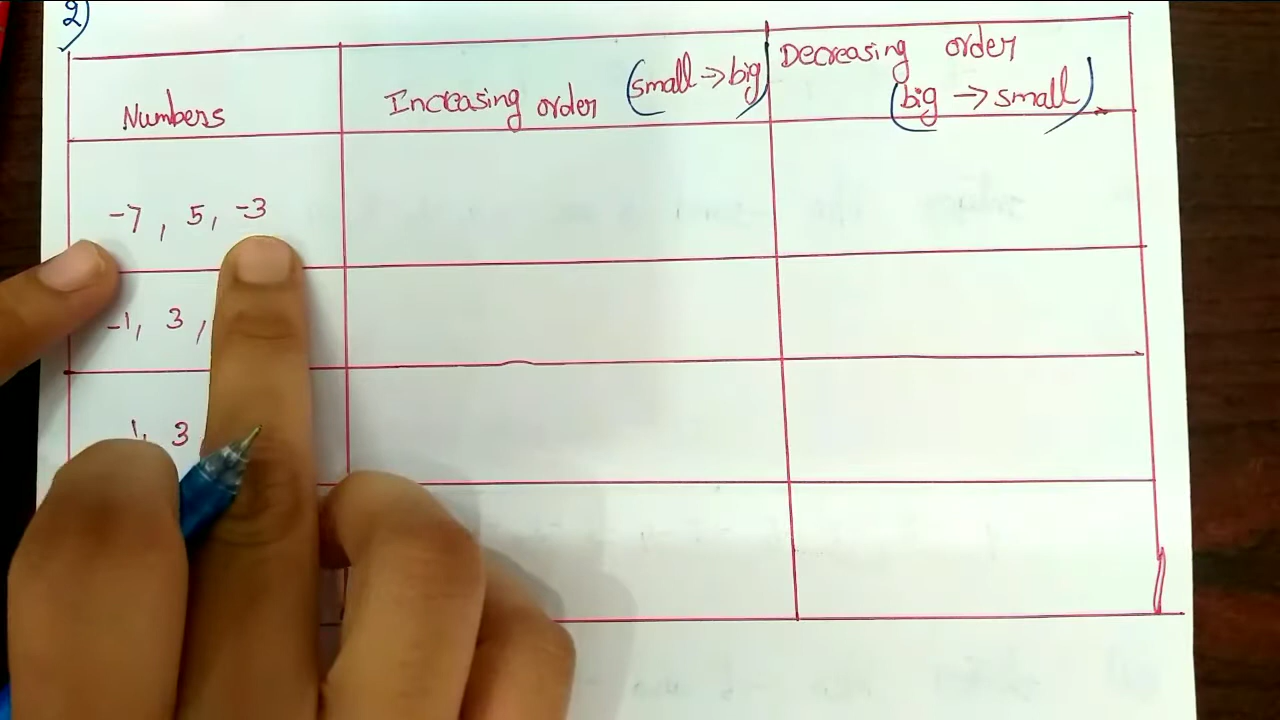 2)
Numbers
Increasing order (small → big)
Decreasing order
(big → small)
-7, 5, -3
-1, 3,
3